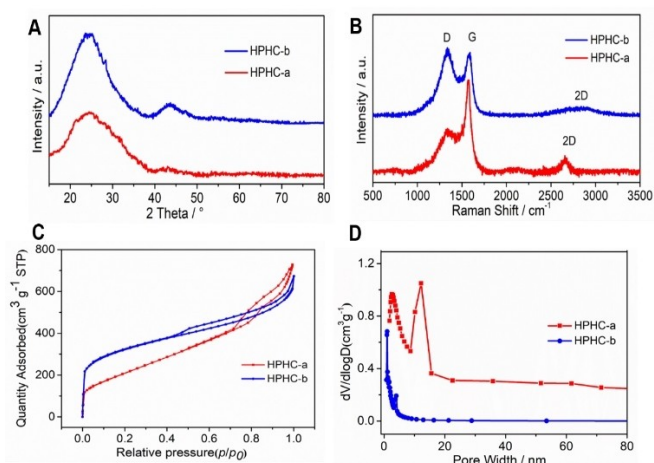 A
HPHC-b
HPHC-a
Intensity / a.u.
20 30 40 50 60 70 80
2 Theta / °
B
D G
HPHC-b
HPHC-a
2D
2D
Intensity / a.u.
500 1000 1500 2000 2500 3000 3500
Raman Shift / cm-1
C
Quantity Adsorbed(cm3 g-1 STP)
800
600
400
200
0
HPHC-a
HPHC-b
0.0 0.2 0.4 0.6 0.8 1.0
Relative pressure(p/p0)
D
dV/dlogD(cm3g-1)
1.2
0.8
0.4
0.0
HPHC-a
HPHC-b
0 20 40 60 80
Pore Width / nm